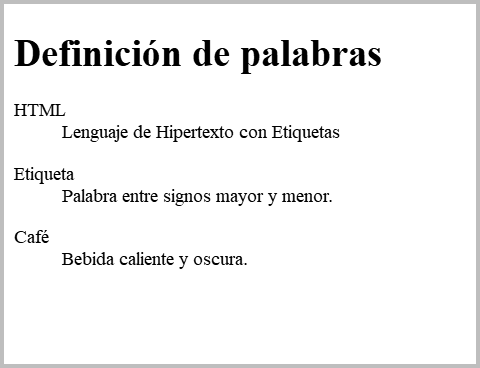 Definición de palabras
HTML
Lenguaje de Hipertexto con Etiquetas
Etiqueta
Palabra entre signos mayor y menor.
Café
Bebida caliente y oscura.